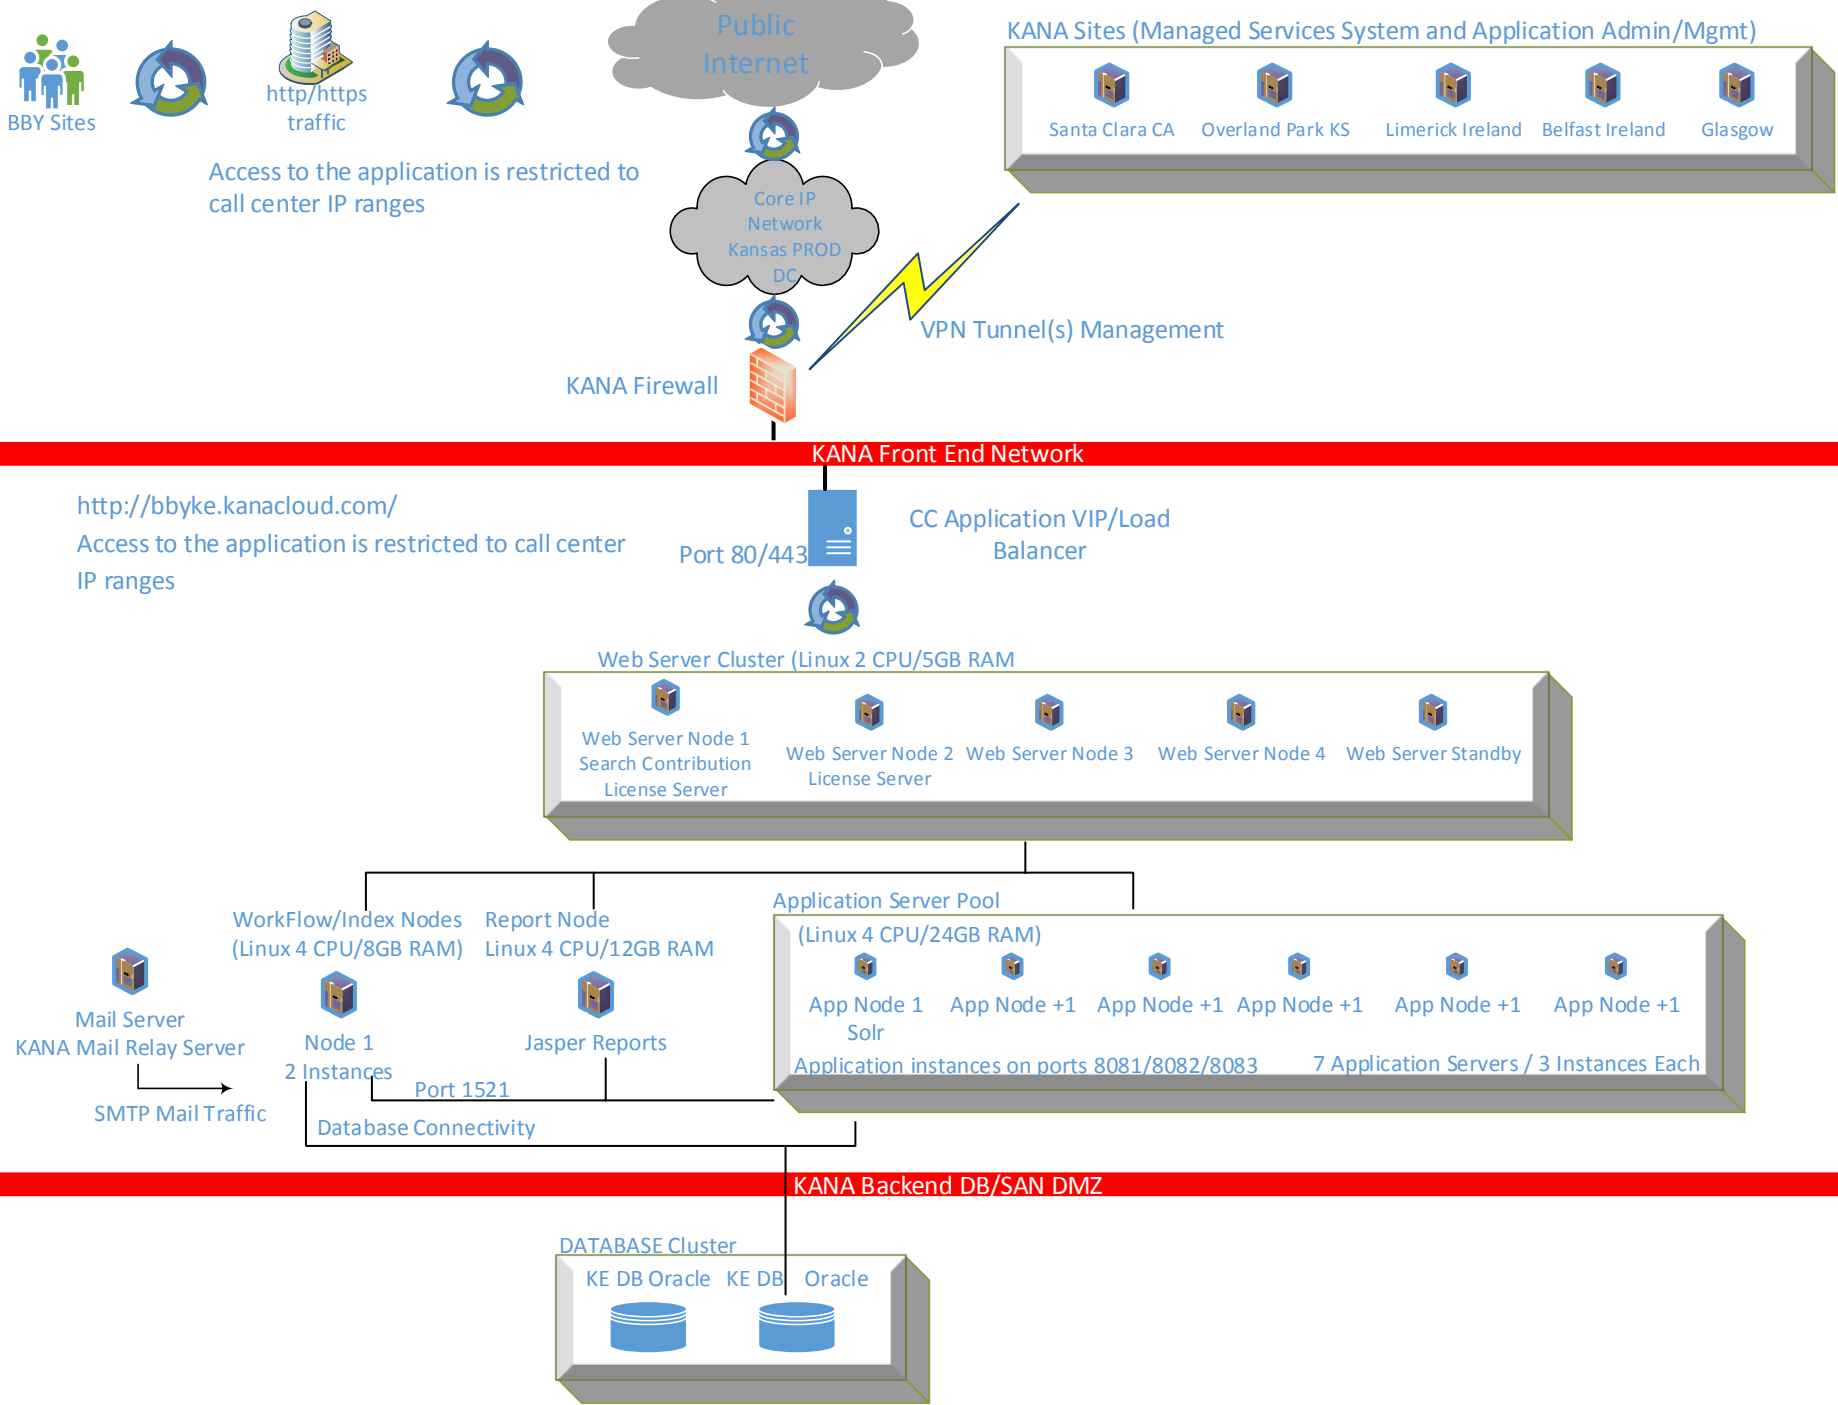 Public
Internet
KANA Sites (Managed Services System and Application Admin/Mgmt)
BBY Sites
http/https
traffic
Santa Clara CA
Overland Park KS
Limerick Ireland
Belfast Ireland
Glasgow
Access to the application is restricted to
call center IP ranges
Core IP
Network
Kansas PROD
DC
VPN Tunnel(s) Management
KANA Firewall
KANA Front End Network
http://bbyke.kanacloud.com/
Access to the application is restricted to call center
IP ranges
Port 80/443
CC Application VIP/Load
Balancer
Web Server Cluster (Linux 2 CPU/5GB RAM
Web Server Node 1
Search Contribution
License Server
Web Server Node 2
License Server
Web Server Node 3
Web Server Node 4
Web Server Standby
WorkFlow/Index Nodes
(Linux 4 CPU/8GB RAM)
Report Node
Linux 4 CPU/12GB RAM
Application Server Pool
(Linux 4 CPU/24GB RAM)
App Node 1
Solr
App Node +1
App Node +1
App Node +1
App Node +1
App Node +1
Application instances on ports 8081/8082/8083
7 Application Servers / 3 Instances Each
Mail Server
KANA Mail Relay Server
Node 1
2 Instances
Jasper Reports
Port 1521
SMTP Mail Traffic
Database Connectivity
KANA Backend DB/SAN DMZ
DATABASE Cluster
KE DB Oracle
KE DB Oracle